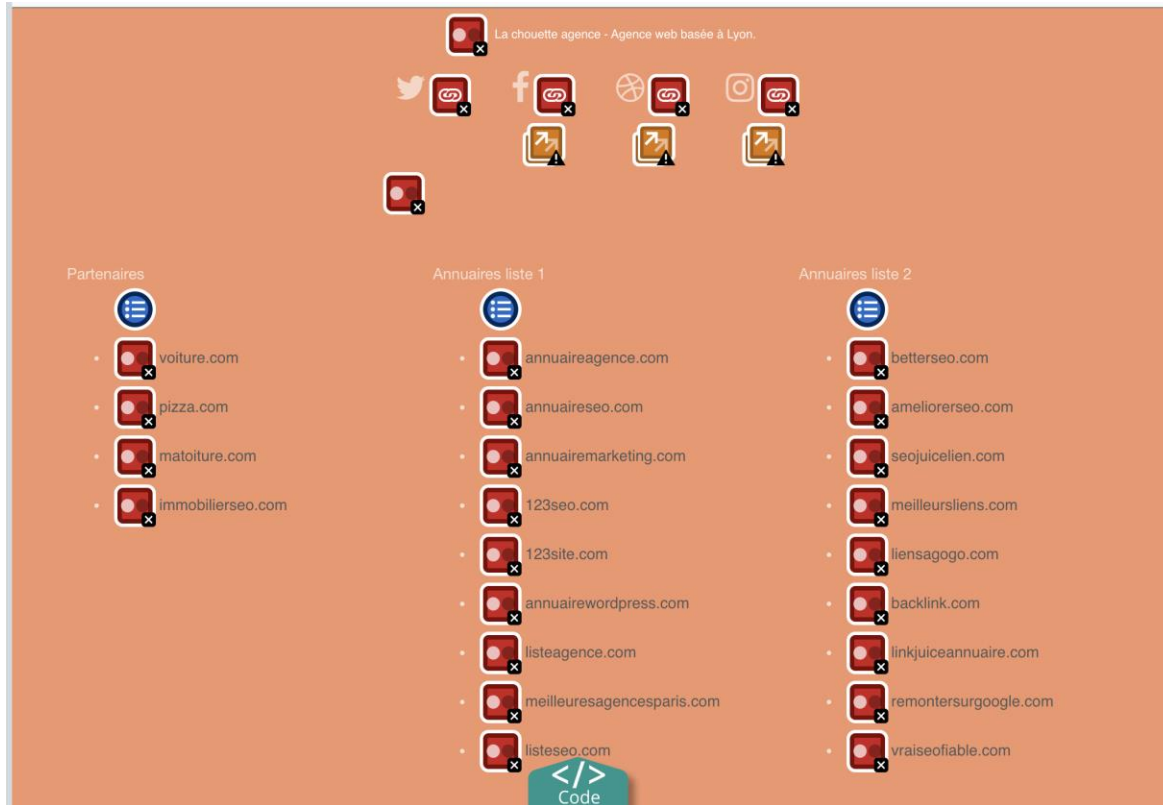 La chouette agence - Agence web basée à Lyon.
Partenaires
voiture.com
pizza.com
matoiture.com
immobilierseo.com
Annuaires liste 1
annuaireagence.com
annuaireseo.com
annuairemarketing.com
123seo.com
123site.com
annuairewordpress.com
listeagence.com
meilleuresagencesparis.com
listeseo.com
Annuaires liste 2
betterseo.com
ameliorerseo.com
seojuicelien.com
meilleursliens.com
liensagogo.com
backlink.com
linkjuiceannuaire.com
remontersurgoogle.com
vraiseofiable.com
</>
Code